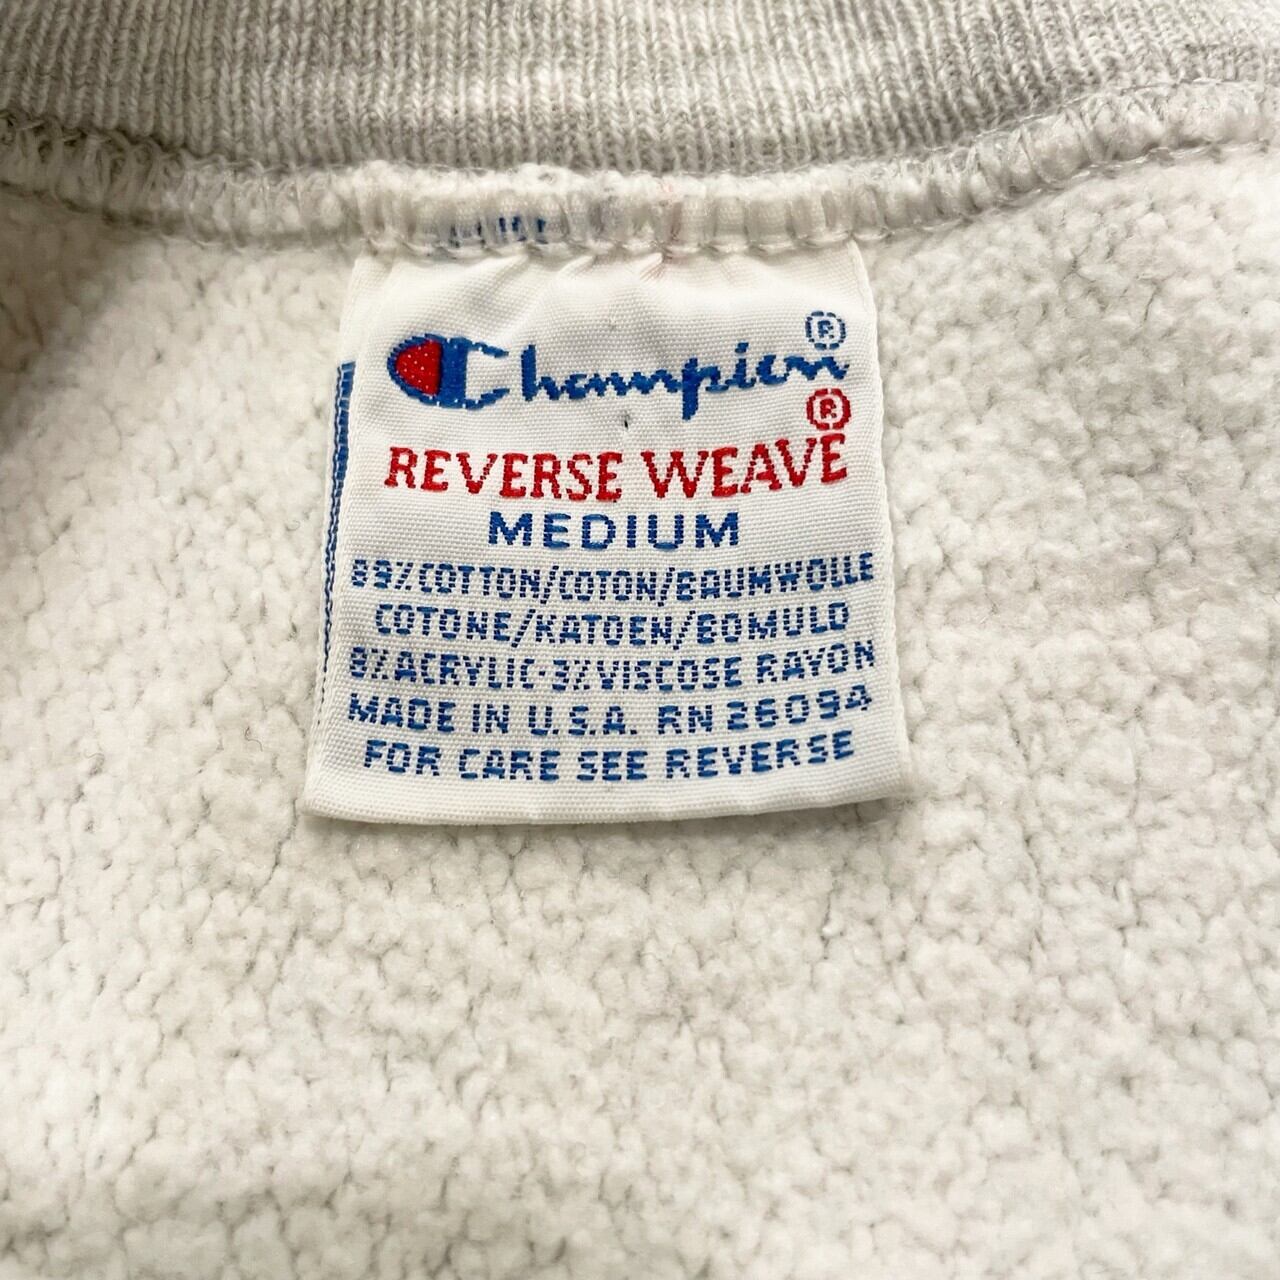 Champion®
REVERSE WEAVE®
MEDIUM
89% COTTON/COTON/BAUMWOLLE
COTONE/KATOEN/BOMULD
8% ACRYLIC-3% VISCOSE RAYON
MADE IN U.S.A. RN 26094
FOR CARE SEE REVERSE